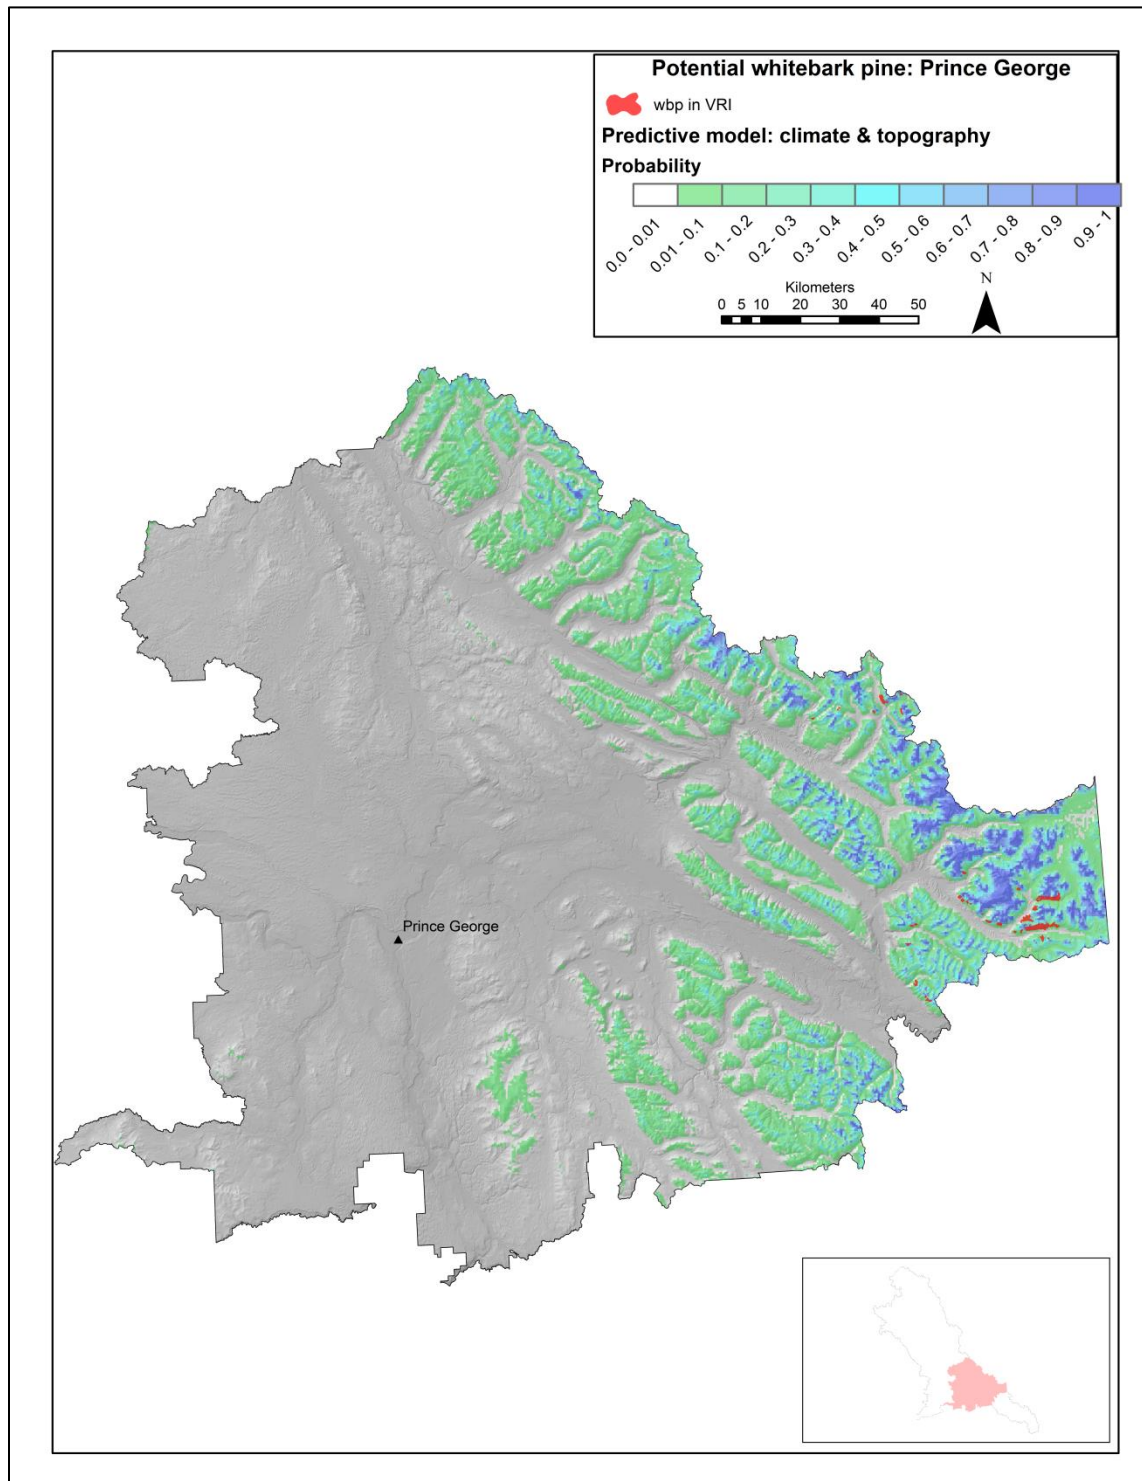 Potential whitebark pine: Prince George
wbp in VRI
Predictive model: climate & topography
Probability
0.0 - 0.01 0.01 - 0.1 0.1 - 0.2 0.2 - 0.3 0.3 - 0.4 0.4 - 0.5 0.5 - 0.6 0.6 - 0.7 0.7 - 0.8 0.8 - 0.9 0.9 - 1
Kilometers
0 5 10 20 30 40 50
N
Prince George